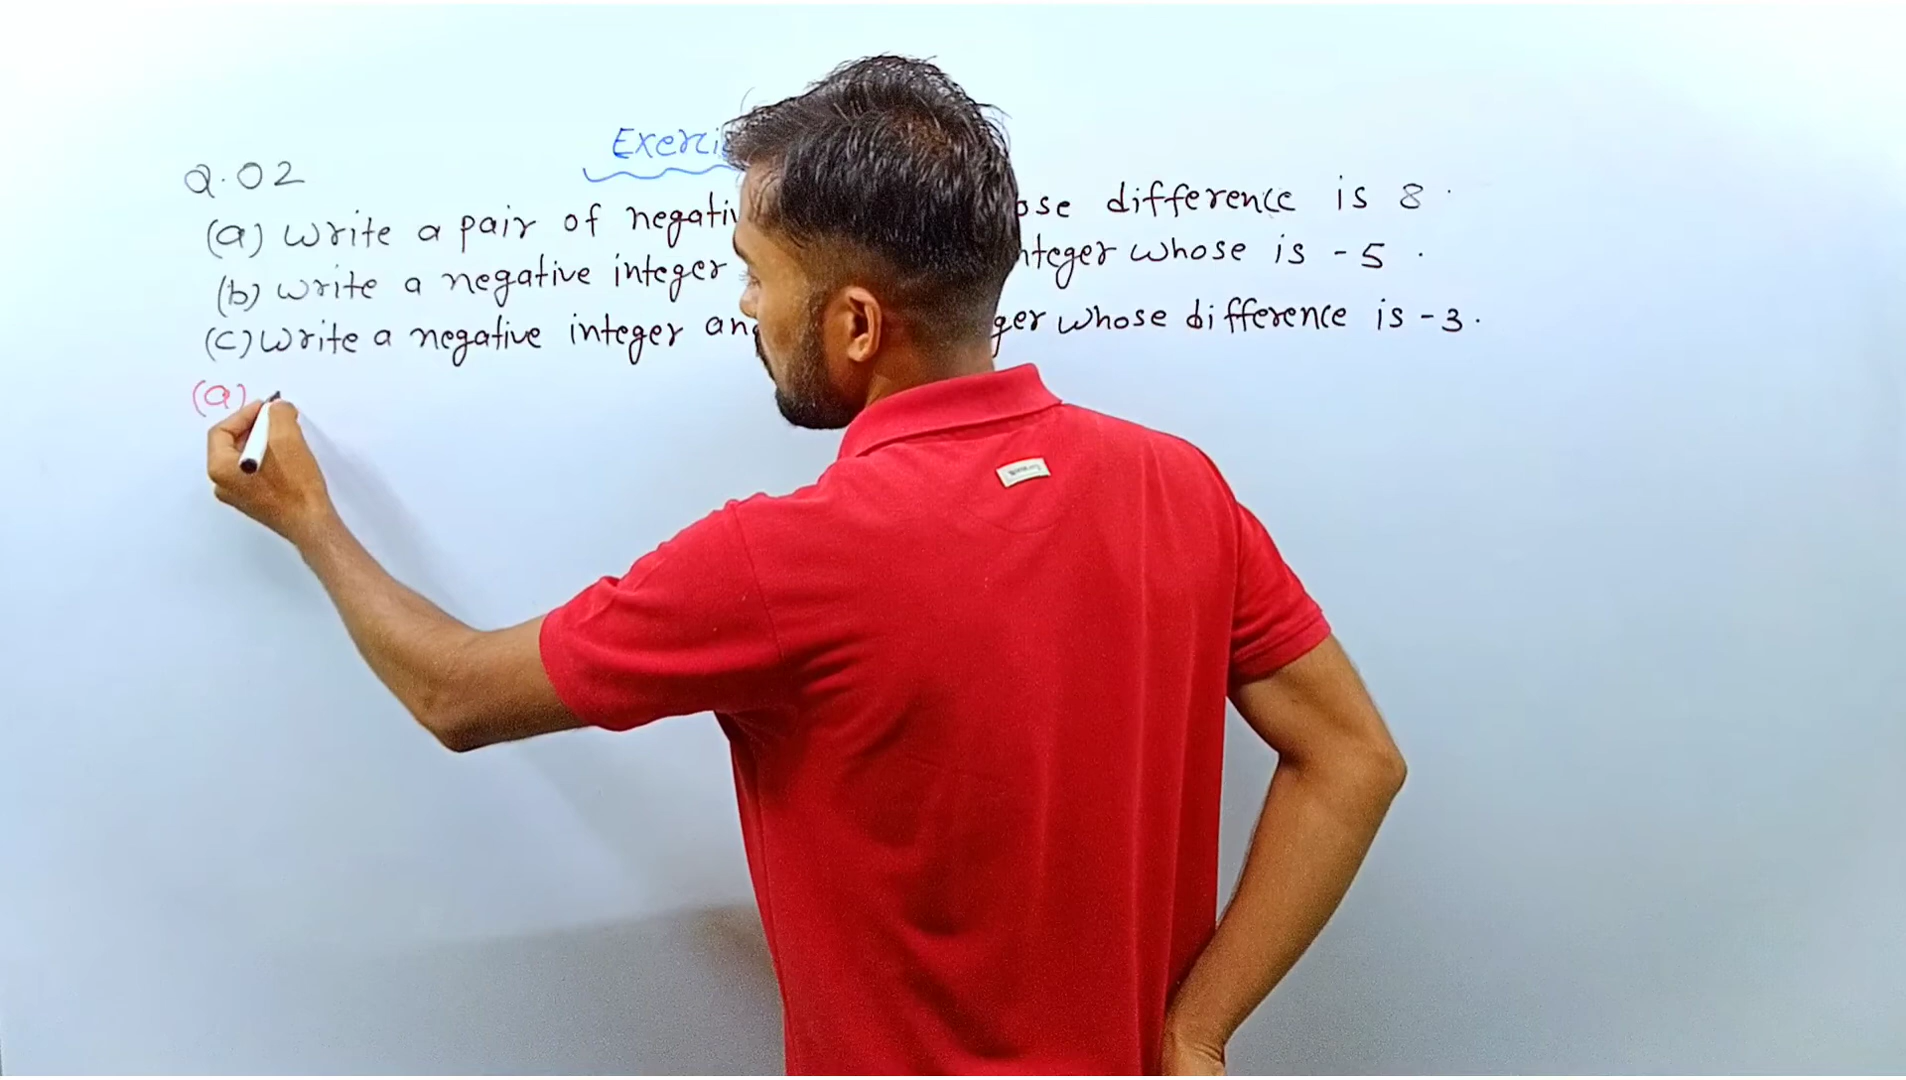 Exerci
Q.02
(a) Write a pair of negativ ose difference is 8.
(b) Write a negative integer nteger whose is -5.
(c) Write a negative integer an ger whose difference is -3.
(a)